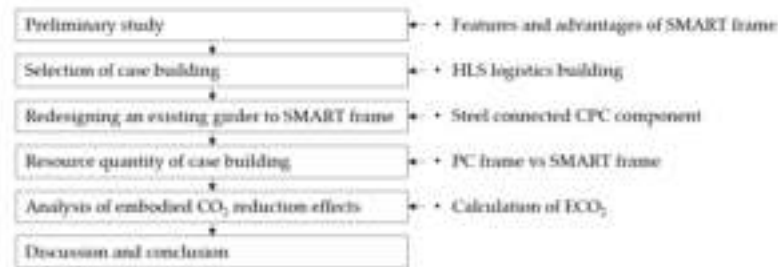 Preliminary study
• Features and advantages of SMART frame
Selection of case building
• HLS logistics building
Redesigning an existing girder to SMART frame
• Steel connected CPC component
Resource quantity of case building
• PC frame vs SMART frame
Analysis of embodied CO₂ reduction effects
• Calculation of ECO₂
Discussion and conclusion